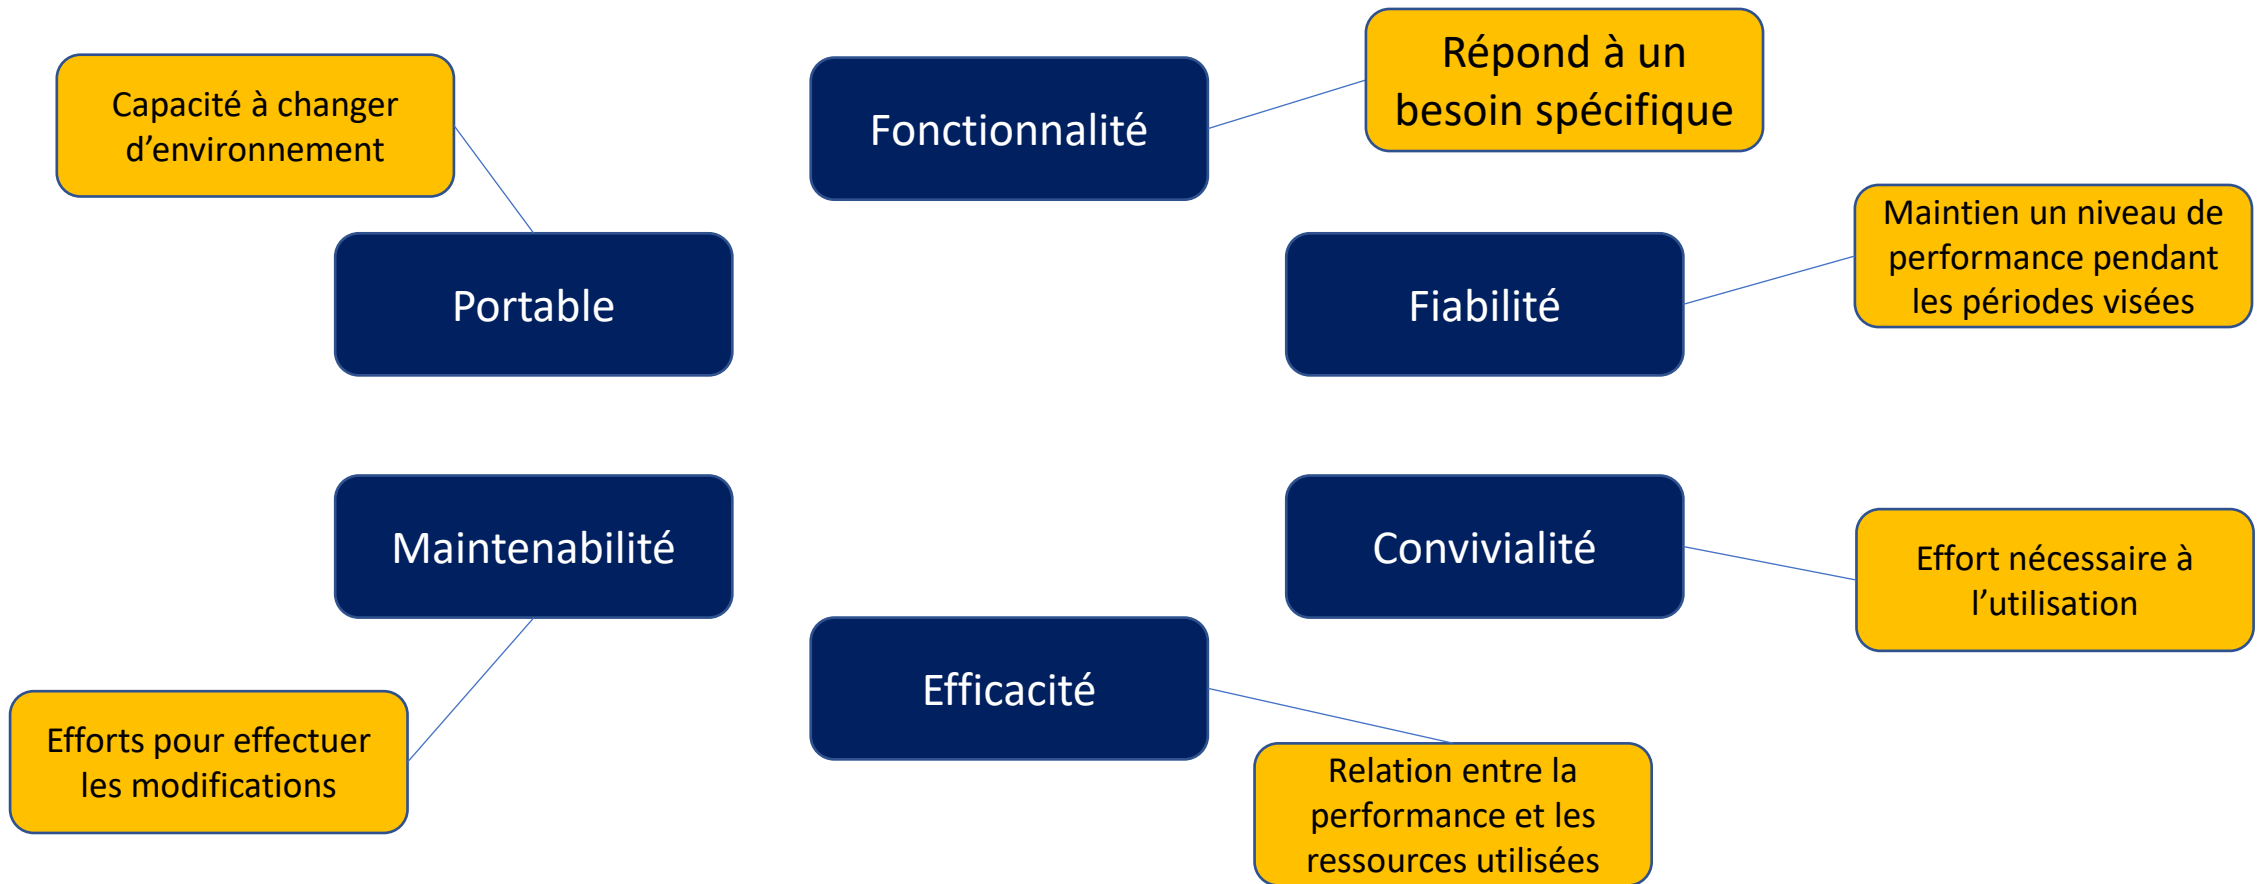 Répond à un
besoin spécifique
Capacité à changer
d’environnement
Fonctionnalité
Maintien un niveau de
performance pendant
les périodes visées
Portable
Fiabilité
Maintenabilité
Convivialité
Effort nécessaire à
l’utilisation
Efficacité
Efforts pour effectuer
les modifications
Relation entre la
performance et les
ressources utilisées